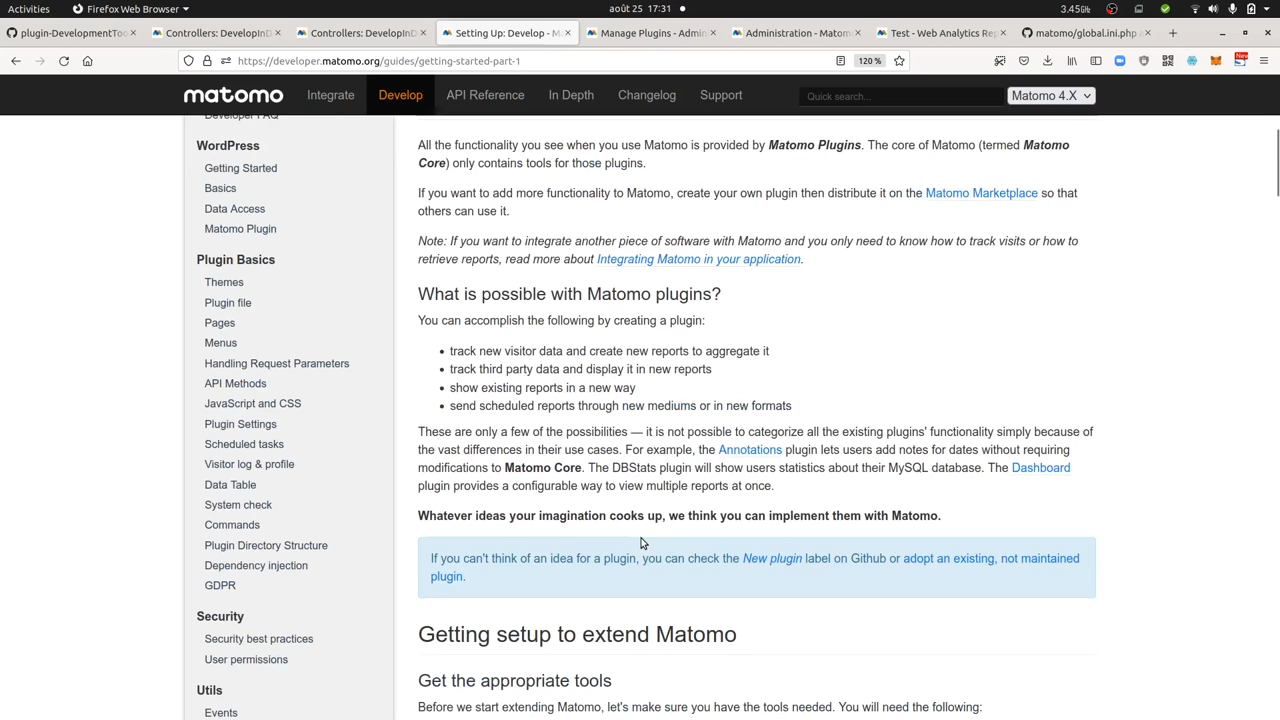 Activities
Firefox Web Browser
août 25 17:31
3.45GHz
plugin-DevelopmentToo
Controllers: DevelopInD
Controllers: DevelopInD
Setting Up: Develop - M
Manage Plugins - Admin
Administration - Matomo
Test - Web Analytics Rep
matomo/global.ini.php a
https://developer.matomo.org/guides/getting-started-part-1
120 %
New
matomo
Integrate
Develop
API Reference
In Depth
Changelog
Support
Quick search...
Matomo 4.X
Developer FAQ
WordPress
Getting Started
Basics
Data Access
Matomo Plugin
Plugin Basics
Themes
Plugin file
Pages
Menus
Handling Request Parameters
API Methods
JavaScript and CSS
Plugin Settings
Scheduled tasks
Visitor log & profile
Data Table
System check
Commands
Plugin Directory Structure
Dependency injection
GDPR
Security
Security best practices
User permissions
Utils
Events
All the functionality you see when you use Matomo is provided by Matomo Plugins. The core of Matomo (termed Matomo
Core) only contains tools for those plugins.
If you want to add more functionality to Matomo, create your own plugin then distribute it on the Matomo Marketplace so that
others can use it.
Note: If you want to integrate another piece of software with Matomo and you only need to know how to track visits or how to
retrieve reports, read more about Integrating Matomo in your application.
What is possible with Matomo plugins?
You can accomplish the following by creating a plugin:
• track new visitor data and create new reports to aggregate it
• track third party data and display it in new reports
• show existing reports in a new way
• send scheduled reports through new mediums or in new formats
These are only a few of the possibilities — it is not possible to categorize all the existing plugins' functionality simply because of
the vast differences in their use cases. For example, the Annotations plugin lets users add notes for dates without requiring
modifications to Matomo Core. The DBStats plugin will show users statistics about their MySQL database. The Dashboard
plugin provides a configurable way to view multiple reports at once.
Whatever ideas your imagination cooks up, we think you can implement them with Matomo.
If you can't think of an idea for a plugin, you can check the New plugin label on Github or adopt an existing, not maintained
plugin.
Getting setup to extend Matomo
Get the appropriate tools
Before we start extending Matomo, let's make sure you have the tools needed. You will need the following: